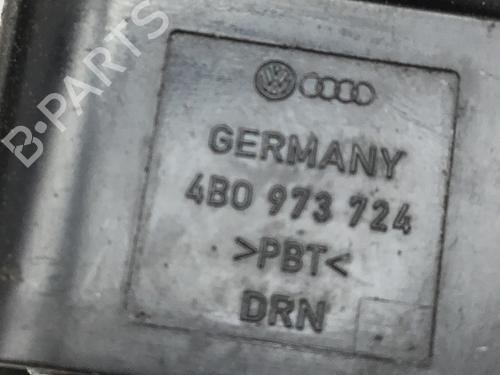 B·PARTS
GERMANY
4B0 973 724
>PBT<
DRN